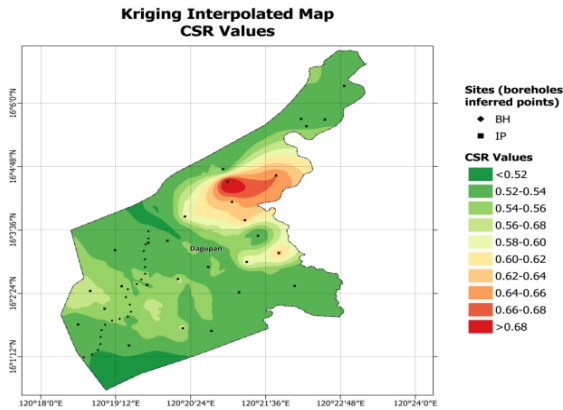 Kriging Interpolated Map
CSR Values
16°6'0"N
16°4'48"N
16°3'36"N
16°2'24"N
16°1'12"N
120°18'0"E
120°19'12"E
120°20'24"E
120°21'36"E
120°22'48"E
120°24'0"E
Dagupan
Sites (boreholes
inferred points)
BH
IP
CSR Values
<0.52
0.52-0.54
0.54-0.56
0.56-0.68
0.58-0.60
0.60-0.62
0.62-0.64
0.64-0.66
0.66-0.68
>0.68